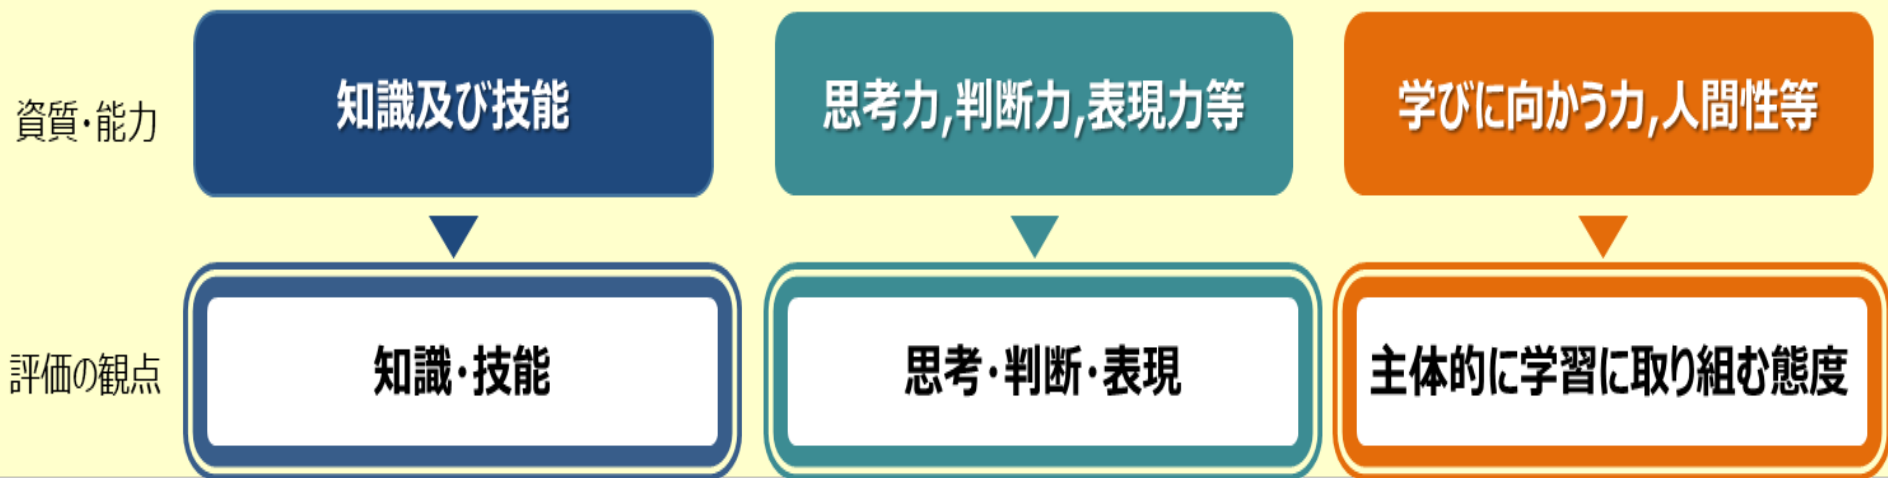 資質・能力
知識及び技能
思考力,判断力,表現力等
学びに向かう力,人間性等
評価の観点
知識・技能
思考・判断・表現
主体的に学習に取り組む態度